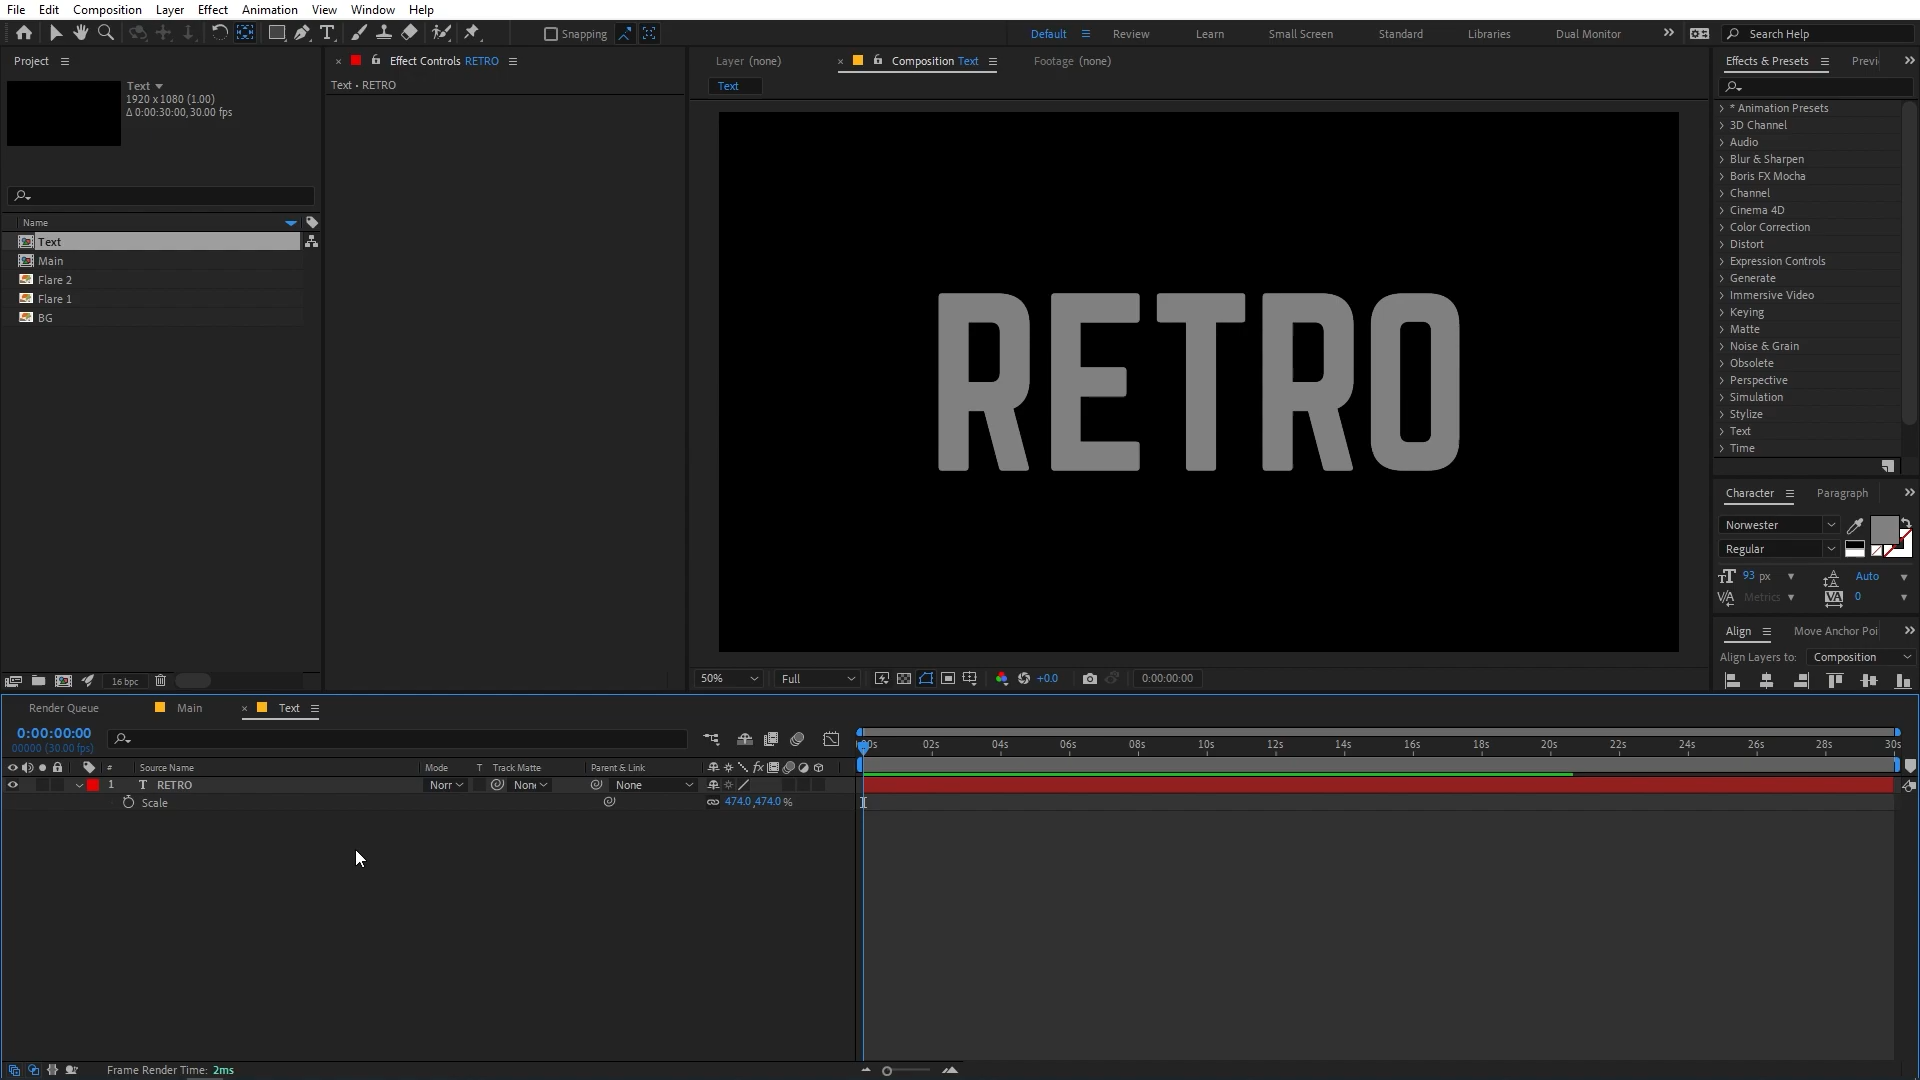 File Edit Composition Layer Effect Animation View Window Help
Snapping
Default Review Learn Small Screen Standard Libraries Dual Monitor
Search Help
Project
Text
1920 x 1080 (1.00)
Δ 0:00:30:00, 30.00 fps
Name
Text
Main
Flare 2
Flare 1
BG
16 bpc
Effect Controls RETRO
Text • RETRO
Layer (none)
Composition Text
Footage (none)
Text
RETRO
50%
Full
+0.0
0:00:00:00
Effects & Presets
Previ
* Animation Presets
3D Channel
Audio
Blur & Sharpen
Boris FX Mocha
Channel
Cinema 4D
Color Correction
Distort
Expression Controls
Generate
Immersive Video
Keying
Matte
Noise & Grain
Obsolete
Perspective
Simulation
Stylize
Text
Time
Character
Paragraph
Norwester
Regular
93 px
Auto
Metrics
0
Align
Move Anchor Poi
Align Layers to: Composition
Render Queue
Main
Text
0:00:00:00
00000 (30.00 fps)
# Source Name Mode T Track Matte Parent & Link
1 T RETRO Norr None
Scale 474.0, 474.0 %
02s 04s 06s 08s 10s 12s 14s 16s 18s 20s 22s 24s 26s 28s 30s
Frame Render Time: 2ms